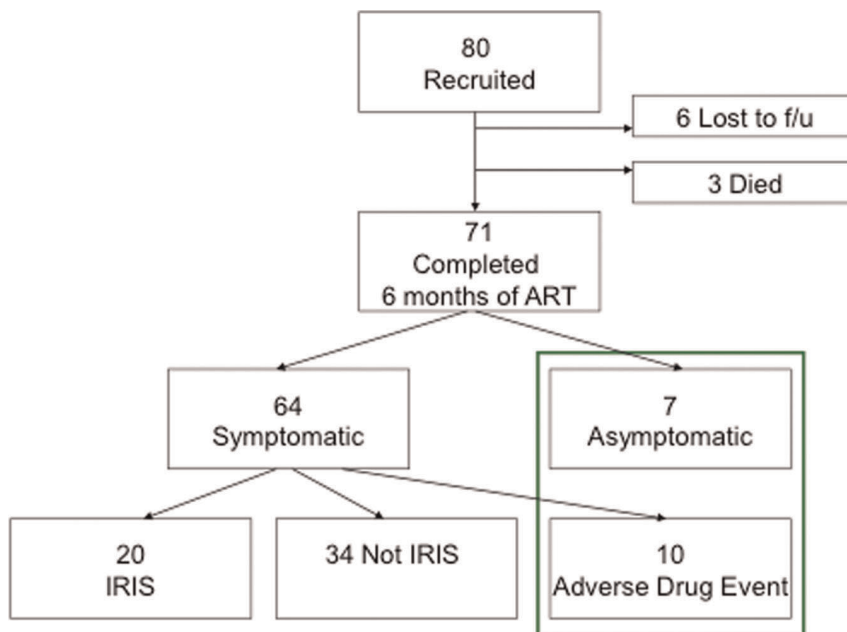 80
Recruited
6 Lost to f/u
3 Died
71
Completed
6 months of ART
64
Symptomatic
7
Asymptomatic
20
IRIS
34 Not IRIS
10
Adverse Drug Event